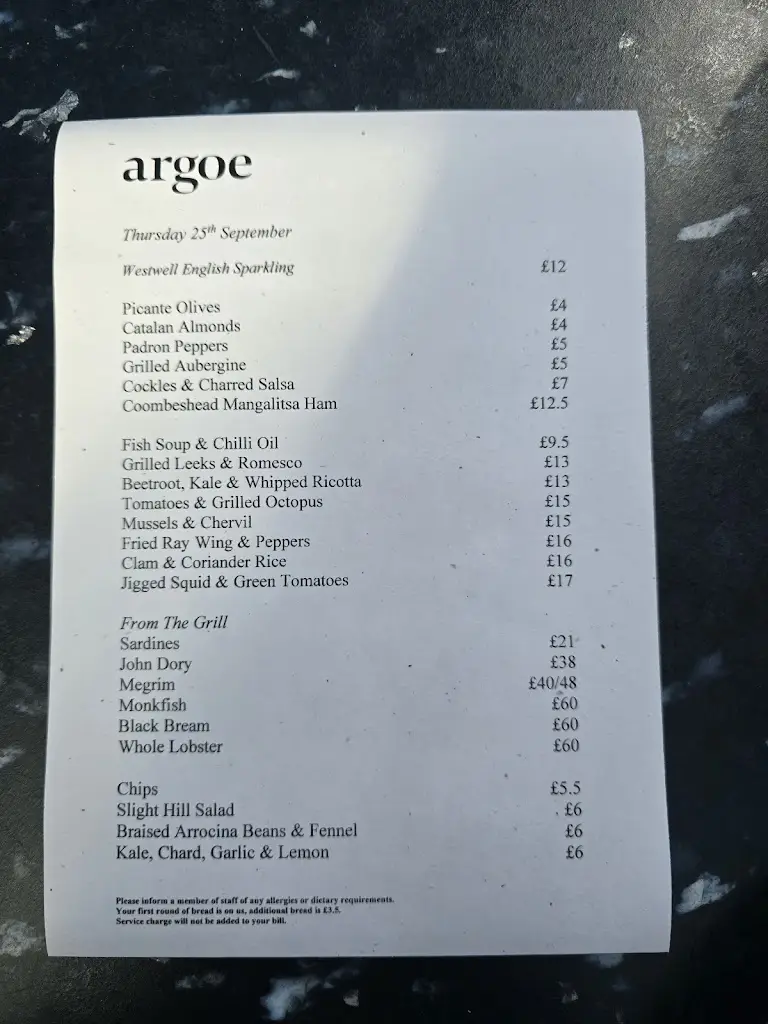 argoe
Thursday 25th September
Westwell English Sparkling £12
Picante Olives £4
Catalan Almonds £4
Padron Peppers £5
Grilled Aubergine £5
Cockles & Charred Salsa £7
Coombeshead Mangalitsa Ham £12.5
Fish Soup & Chilli Oil £9.5
Grilled Leeks & Romesco £13
Beetroot, Kale & Whipped Ricotta £13
Tomatoes & Grilled Octopus £15
Mussels & Chervil £15
Fried Ray Wing & Peppers £16
Clam & Coriander Rice £16
Jigged Squid & Green Tomatoes £17
From The Grill
Sardines £21
John Dory £38
Megrim £40/48
Monkfish £60
Black Bream £60
Whole Lobster £60
Chips £5.5
Slight Hill Salad £6
Braised Arrocina Beans & Fennel £6
Kale, Chard, Garlic & Lemon £6
Please inform a member of staff of any allergies or dietary requirements.
Your first round of bread is on us, additional bread is £3.5.
Service charge will not be added to your bill.